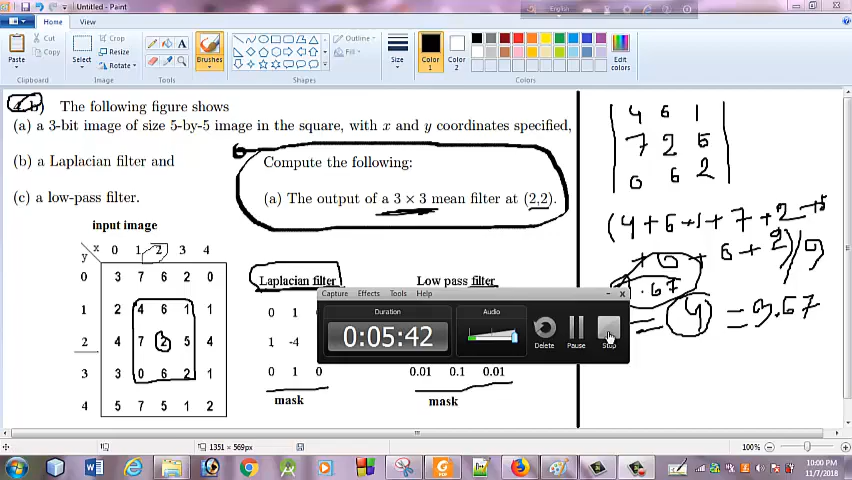 English
Untitled - Paint
Home View
Paste
Cut
Copy
Clipboard
Select
Crop
Resize
Rotate
Image
Tools
Brushes
Shapes
Outline
Fill
Size
Color 1
Color 2
Colors
Edit colors
4 b) The following figure shows
(a) a 3-bit image of size 5-by-5 image in the square, with x and y coordinates specified,
(b) a Laplacian filter and
(c) a low-pass filter.
Compute the following:
(a) The output of a 3 × 3 mean filter at (2,2).
input image
x 0 1 2 3 4
y
0 3 7 6 2 0
1 2 4 6 1 1
2 4 7 2 5 4
3 3 0 6 2 1
4 5 7 5 1 2
Laplacian filter
0 1
1 -4
0 1 0
mask
Low pass filter
0.01 0.1 0.01
mask
4 6 1
7 2 5
0 6 2
(4+6+1+7+2+5
+0+6+2)/9
.67
= 4 = 3.67
Capture Effects Tools Help
Duration
0:05:42
Audio
Delete
Pause
Stop
1351 × 569px
100%
10:00 PM
11/7/2018